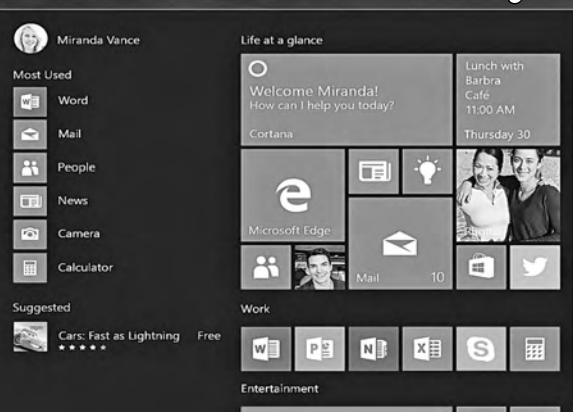 Miranda Vance
Most Used
Word
Mail
People
News
Camera
Calculator
Suggested
Cars: Fast as Lightning Free
Life at a glance
Welcome Miranda!
How can I help you today?
Cortana
Lunch with
Barbra
Café
11:00 AM
Thursday 30
Microsoft Edge
Mail 10
Photos
Work
Entertainment